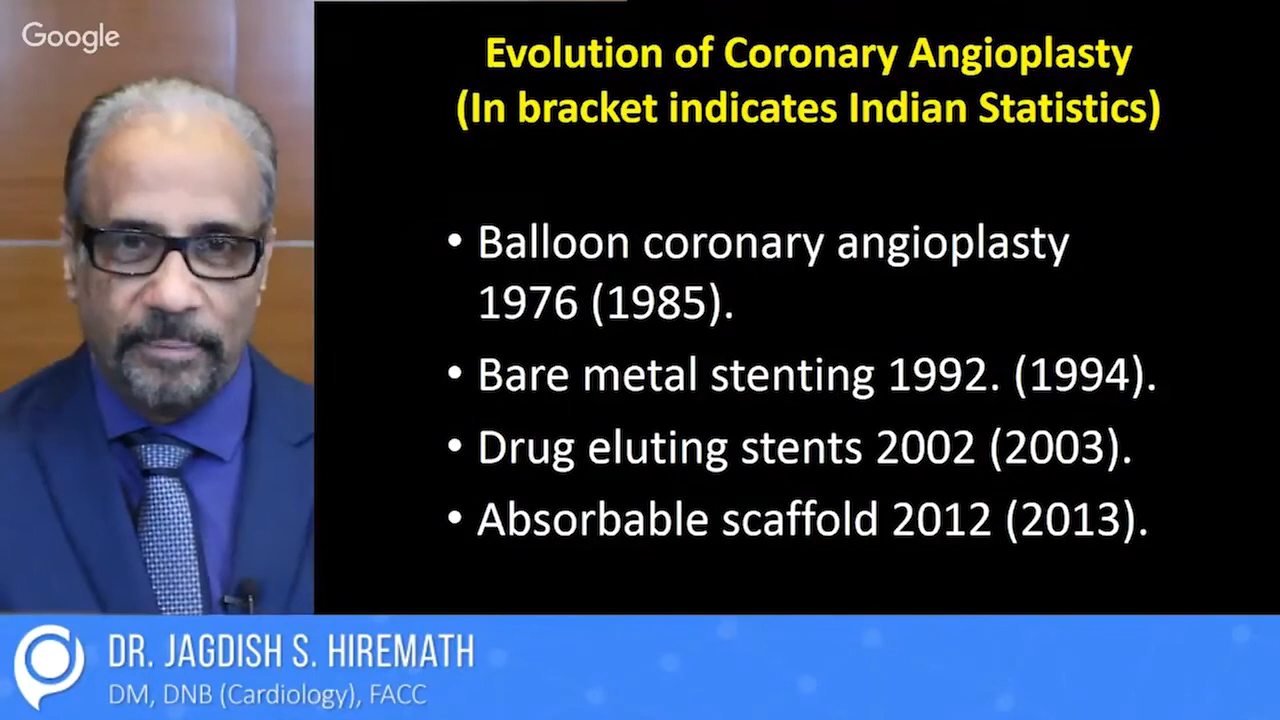 Google
Evolution of Coronary Angioplasty
(In bracket indicates Indian Statistics)
• Balloon coronary angioplasty
1976 (1985).
• Bare metal stenting 1992. (1994).
• Drug eluting stents 2002 (2003).
• Absorbable scaffold 2012 (2013).
DR. JAGDISH S. HIREMATH
DM, DNB (Cardiology), FACC